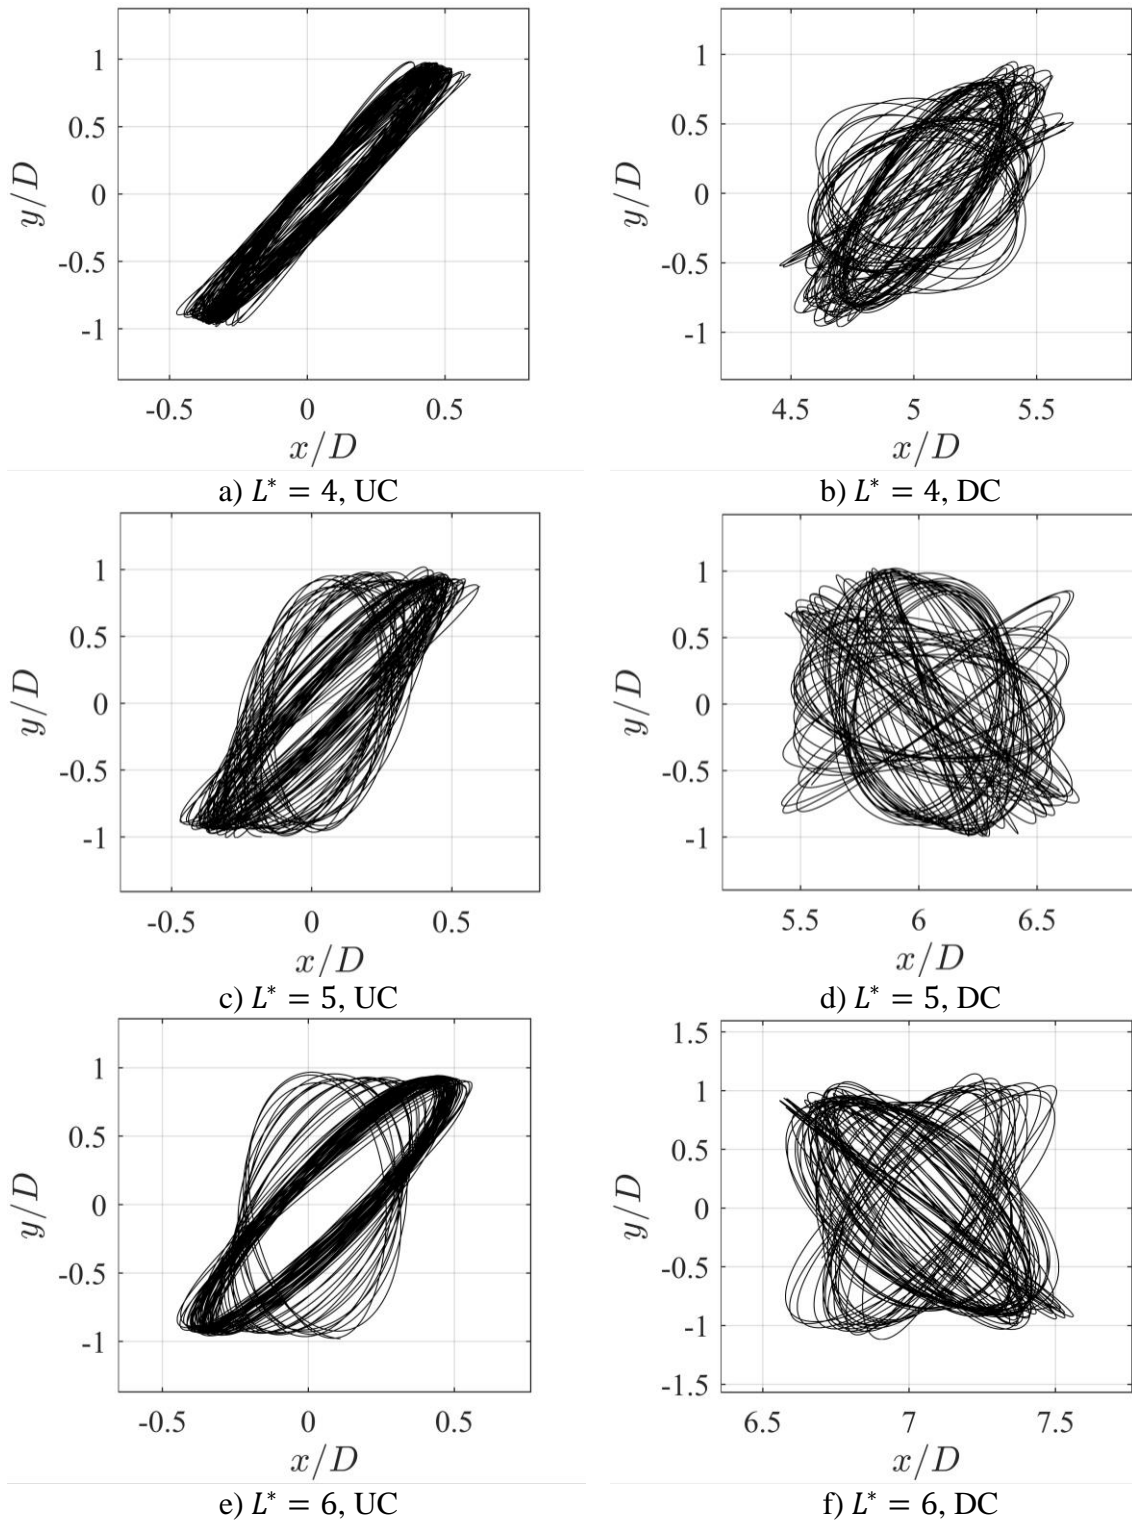 1
0.5
0
-0.5
-1
y/D
-0.5 0 0.5
x/D
a) L* = 4, UC
1
0.5
0
-0.5
-1
y/D
4.5 5 5.5
x/D
b) L* = 4, DC
1
0.5
0
-0.5
-1
y/D
-0.5 0 0.5
x/D
c) L* = 5, UC
1
0.5
0
-0.5
-1
y/D
5.5 6 6.5
x/D
d) L* = 5, DC
1
0.5
0
-0.5
-1
y/D
-0.5 0 0.5
x/D
e) L* = 6, UC
1.5
1
0.5
0
-0.5
-1
-1.5
y/D
6.5 7 7.5
x/D
f) L* = 6, DC